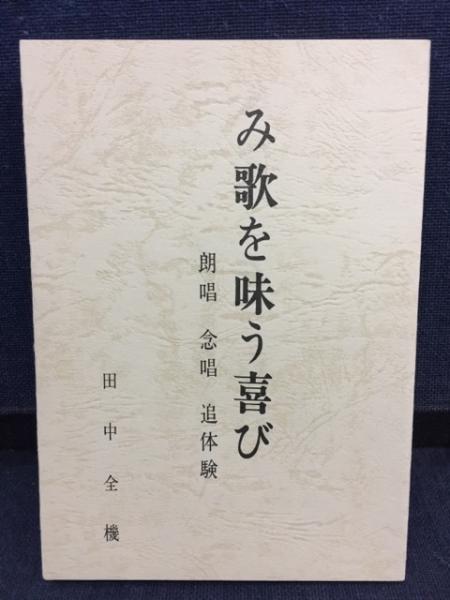 み歌を味う喜び
朗唱 念唱 追体験
田中全機